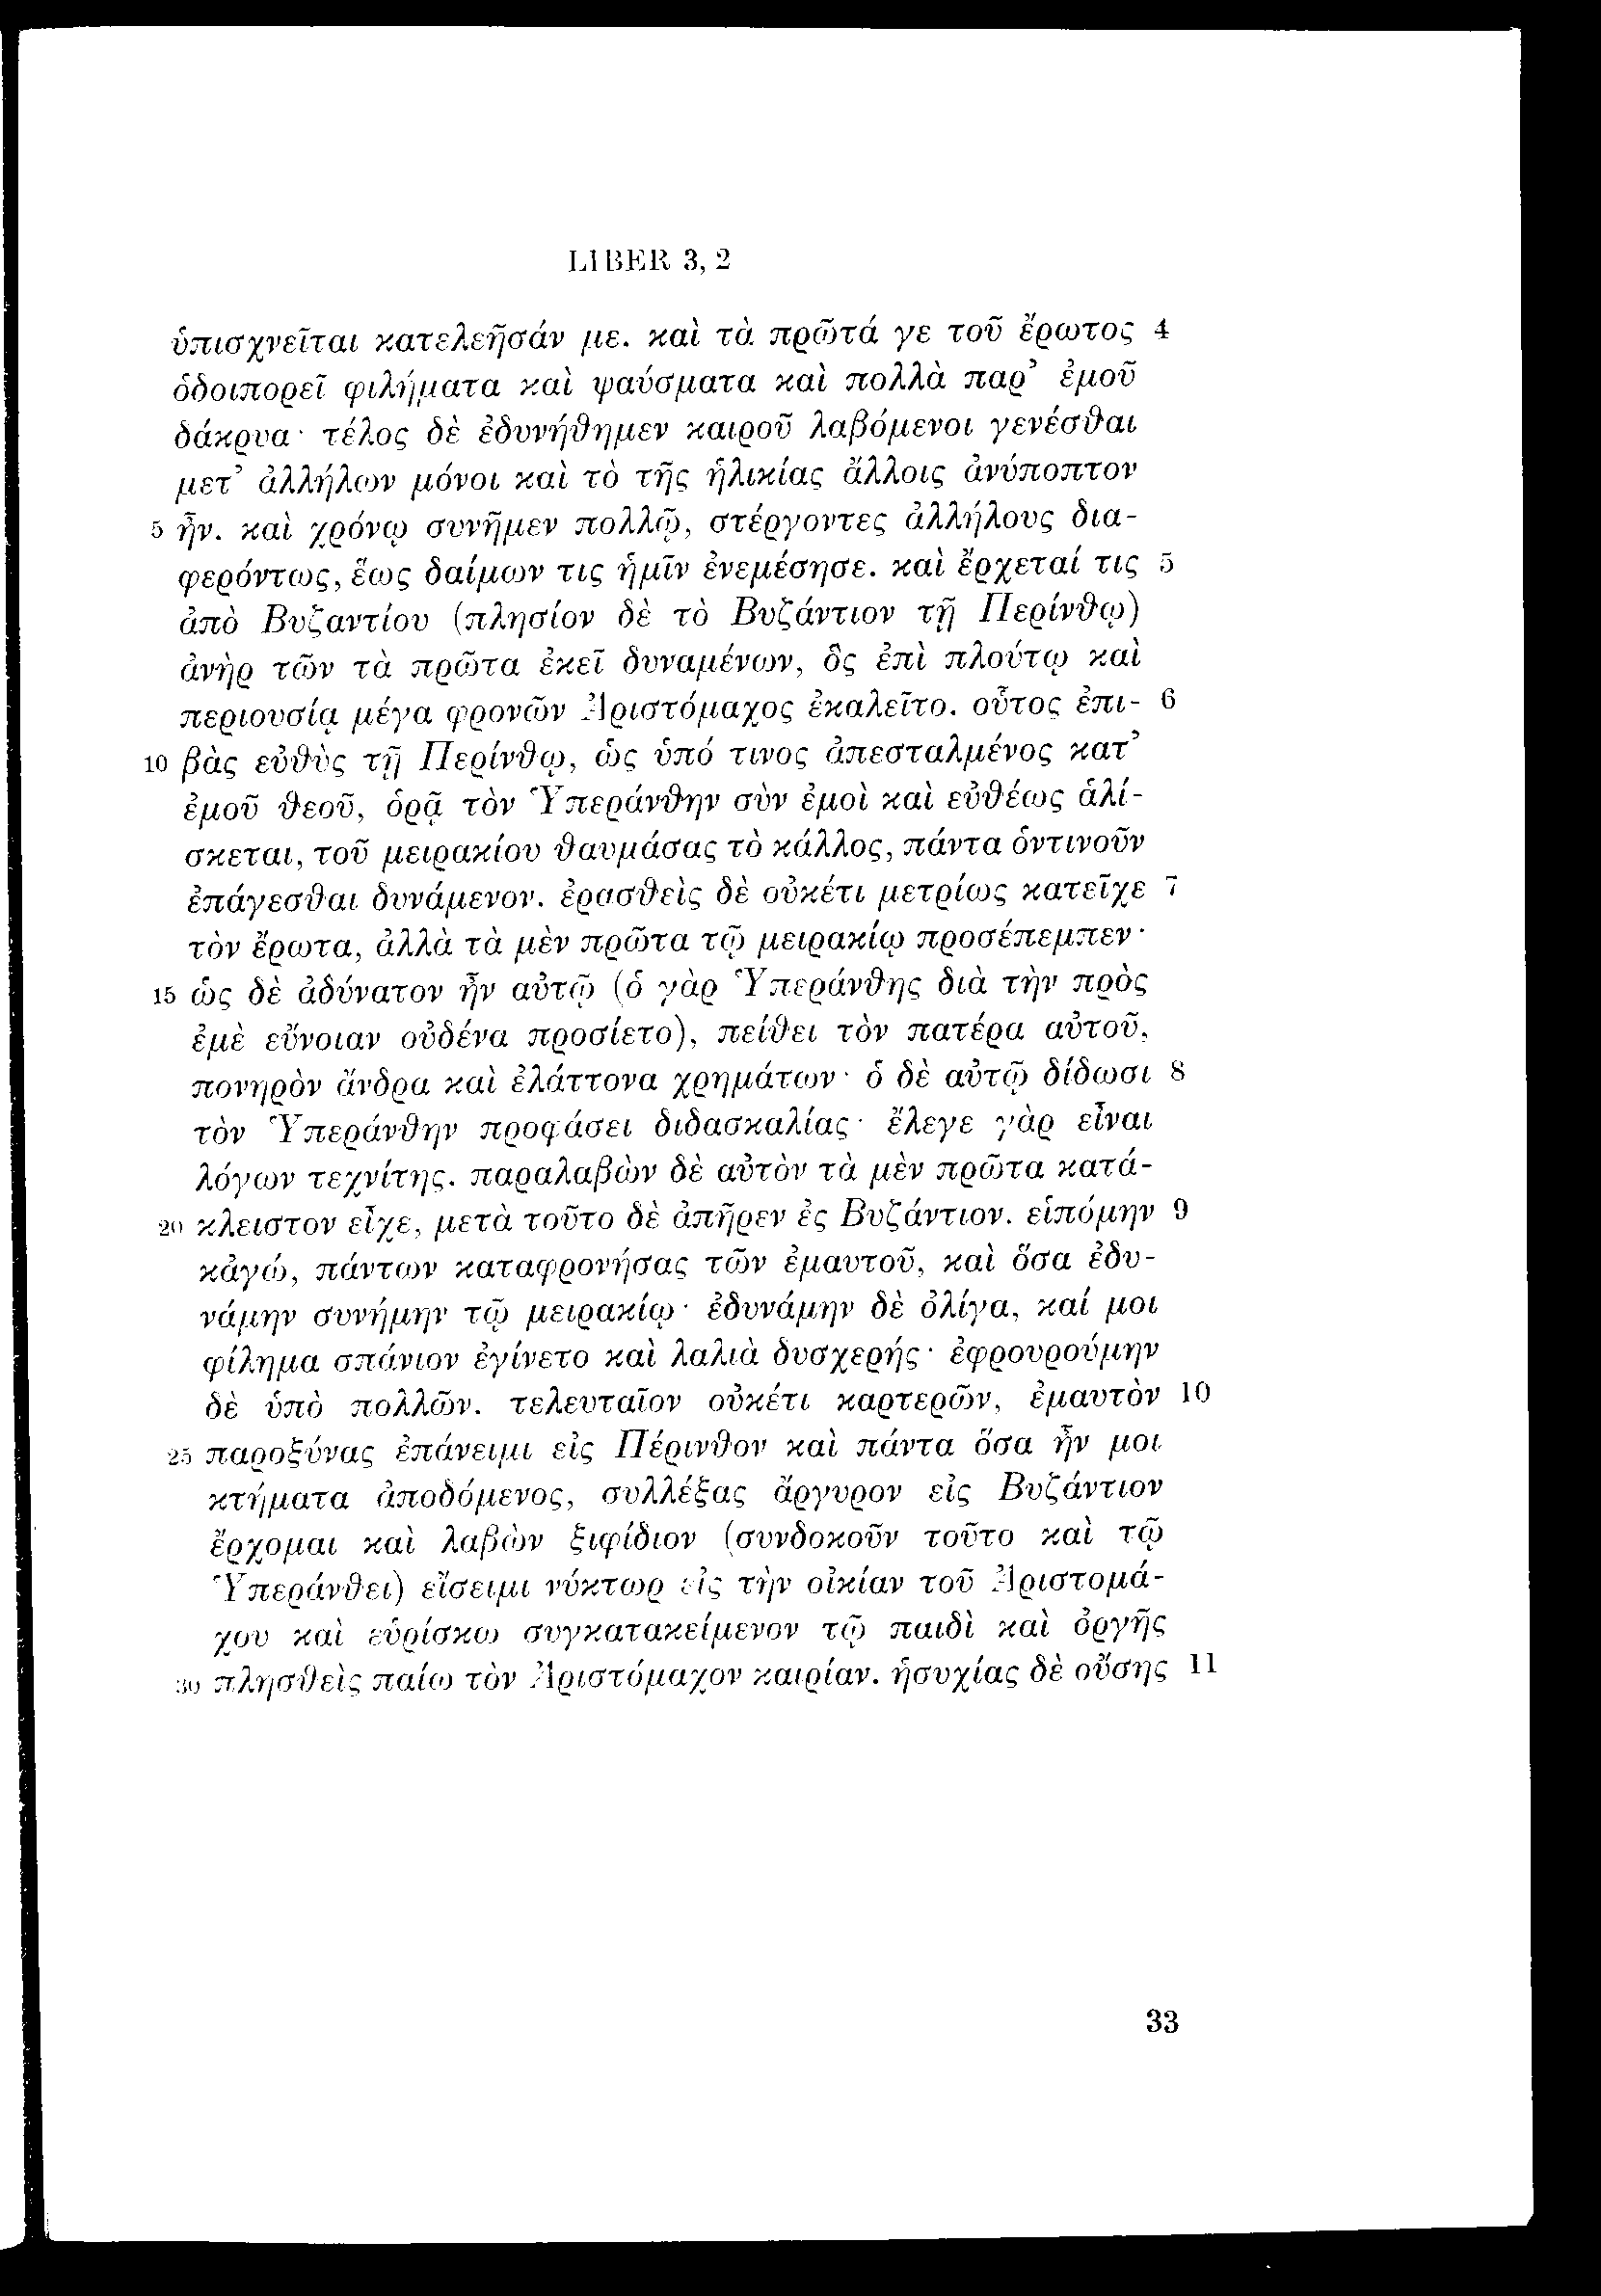 LIBER 3, 2
ὑπισχνεῖται κατελεῆσάν με. καὶ τὰ πρῶτά γε τοῦ ἔρωτος 4
ὁδοιπορεῖ φιλήματα καὶ ψαύσματα καὶ πολλὰ παρ’ ἐμοῦ
δάκρυα· τέλος δὲ ἐδυνήθημεν καιροῦ λαβόμενοι γενέσθαι
μετ’ ἀλλήλων μόνοι καὶ τὸ τῆς ἡλικίας ἄλλοις ἀνύποπτον
5 ἦν. καὶ χρόνῳ συνῆμεν πολλῷ, στέργοντες ἀλλήλους δια-
φερόντως, ἕως δαίμων τις ἡμῖν ἐνεμέσησε. καὶ ἔρχεταί τις 5
ἀπὸ Βυζαντίου (πλησίον δὲ τὸ Βυζάντιον τῇ Περίνθῳ)
ἀνὴρ τῶν τὰ πρῶτα ἐκεῖ δυναμένων, ὃς ἐπὶ πλούτῳ καὶ
περιουσίᾳ μέγα φρονῶν Ἀριστόμαχος ἐκαλεῖτο. οὗτος ἐπι- 6
10 βὰς εὐθὺς τῇ Περίνθῳ, ὡς ὑπό τινος ἀπεσταλμένος κατ’
ἐμοῦ θεοῦ, ὁρᾷ τὸν Ὑπεράνθην σὺν ἐμοὶ καὶ εὐθέως ἁλί-
σκεται, τοῦ μειρακίου θαυμάσας τὸ κάλλος, πάντα ὁντινοῦν
ἐπάγεσθαι δυνάμενον. ἐρασθεὶς δὲ οὐκέτι μετρίως κατεῖχε 7
τὸν ἔρωτα, ἀλλὰ τὰ μὲν πρῶτα τῷ μειρακίῳ προσέπεμπεν·
15 ὡς δὲ ἀδύνατον ἦν αὐτῷ (ὁ γὰρ Ὑπεράνθης διὰ τὴν πρὸς
ἐμὲ εὔνοιαν οὐδένα προσίετο), πείθει τὸν πατέρα αὐτοῦ,
πονηρὸν ἄνδρα καὶ ἐλάττονα χρημάτων· ὁ δὲ αὐτῷ δίδωσι 8
τὸν Ὑπεράνθην προφάσει διδασκαλίας· ἔλεγε γὰρ εἶναι
λόγων τεχνίτης. παραλαβὼν δὲ αὐτὸν τὰ μὲν πρῶτα κατά-
20 κλειστον εἶχε, μετὰ τοῦτο δὲ ἀπῆρεν ἐς Βυζάντιον. εἱπόμην 9
κἀγώ, πάντων καταφρονήσας τῶν ἐμαυτοῦ, καὶ ὅσα ἐδυ-
νάμην συνήμην τῷ μειρακίῳ· ἐδυνάμην δὲ ὀλίγα, καί μοι
φίλημα σπάνιον ἐγίνετο καὶ λαλιὰ δυσχερής· ἐφρουρούμην
δὲ ὑπὸ πολλῶν. τελευταῖον οὐκέτι καρτερῶν, ἐμαυτὸν 10
25 παροξύνας ἐπάνειμι εἰς Πέρινθον καὶ πάντα ὅσα ἦν μοι
κτήματα ἀποδόμενος, συλλέξας ἄργυρον εἰς Βυζάντιον
ἔρχομαι καὶ λαβὼν ξιφίδιον (συνδοκοῦν τοῦτο καὶ τῷ
Ὑπεράνθει) εἴσειμι νύκτωρ εἰς τὴν οἰκίαν τοῦ Ἀριστομά-
χου καὶ εὑρίσκω συγκατακείμενον τῷ παιδὶ καὶ ὀργῆς
30 πλησθεὶς παίω τὸν Ἀριστόμαχον καιρίαν. ἡσυχίας δὲ οὔσης 11
33